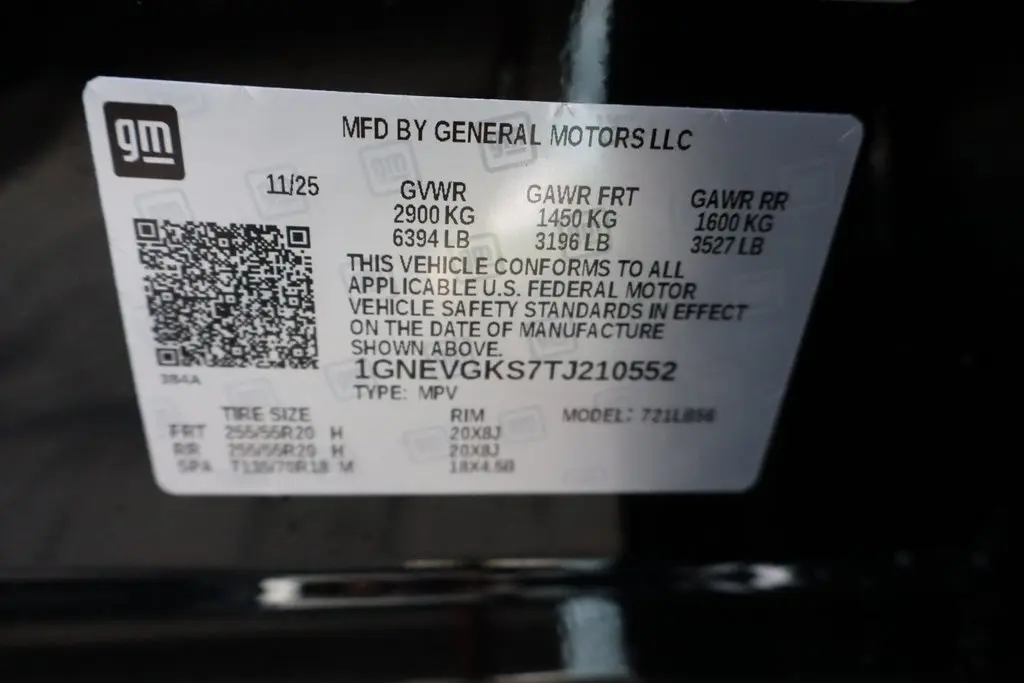 gm
MFD BY GENERAL MOTORS LLC
11/25
GVWR GAWR FRT GAWR RR
2900 KG 1450 KG 1600 KG
6394 LB 3196 LB 3527 LB
THIS VEHICLE CONFORMS TO ALL
APPLICABLE U.S. FEDERAL MOTOR
VEHICLE SAFETY STANDARDS IN EFFECT
ON THE DATE OF MANUFACTURE
SHOWN ABOVE.
1GNEVGKS7TJ210552
384A
TYPE: MPV
TIRE SIZE RIM MODEL: 721LB56
FRT 255/55R20 H 20X8J
RR 255/55R20 H 20X8J
SPA T135/70R18 M 18X4.5B